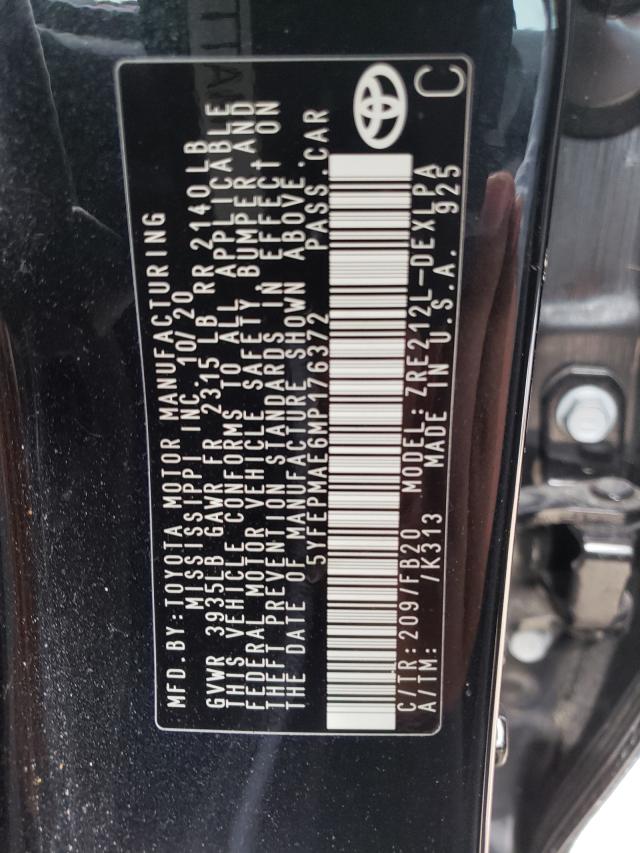 MFD.BY:TOYOTA MOTOR MANUFACTURING
MISSISSIPPI INC. 10/20
GVWR 3935LB GAWR FR 2315 LB RR 2140LB
THIS VEHICLE CONFORMS TO ALL APPLICABLE
FEDERAL MOTOR VEHICLE SAFETY BUMPER AND
THEFT PREVENTION STANDARDS IN EFFECT ON
THE DATE OF MANUFACTURE SHOWN ABOVE.
5YFEPMAE6MP176372 PASS.CAR
C/TR:209/FB20 MODEL:ZRE212L-DEXLPA
A/TM: /K313 MADE IN U.S.A. 925
C